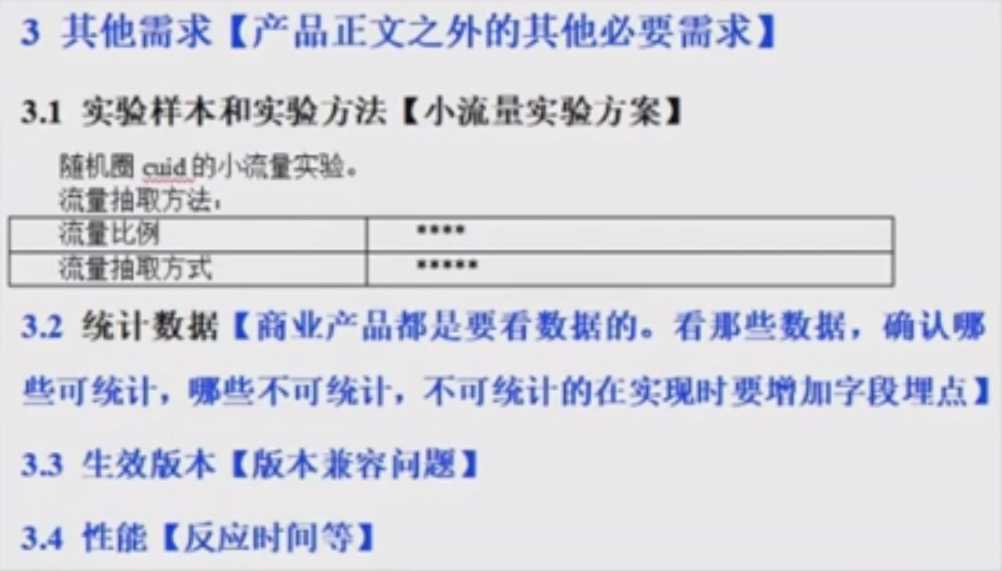 3 其他需求【产品正文之外的其他必要需求】
3.1 实验样本和实验方法【小流量实验方案】
随机圈 cuid 的小流量实验。
流量抽取方法：
流量比例 ****
流量抽取方式 *****
3.2 统计数据【商业产品都是要看数据的。看那些数据，确认哪
些可统计，哪些不可统计，不可统计的在实现时要增加字段埋点】
3.3 生效版本【版本兼容问题】
3.4 性能【反应时间等】